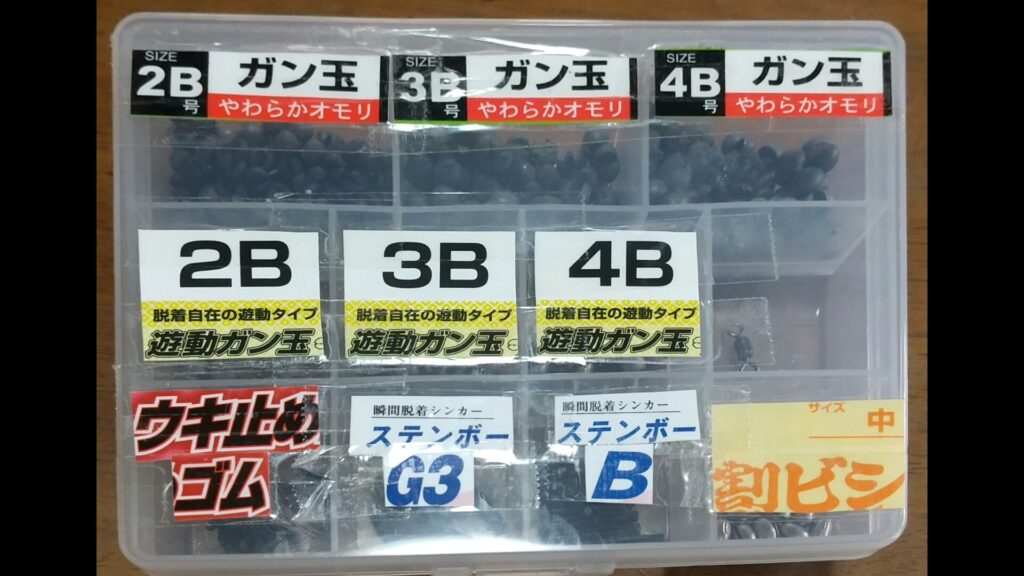 SIZE 2B号 ガン玉
やわらかオモリ
SIZE 3B号 ガン玉
やわらかオモリ
SIZE 4B号 ガン玉
やわらかオモリ
2B
脱着自在の遊動タイプ
遊動ガン玉
3B
脱着自在の遊動タイプ
遊動ガン玉
4B
脱着自在の遊動タイプ
遊動ガン玉
ウキ止め
ゴム
瞬間脱着シンカー
ステンボー
G3
瞬間脱着シンカー
ステンボー
B
サイズ 中
割ビシ